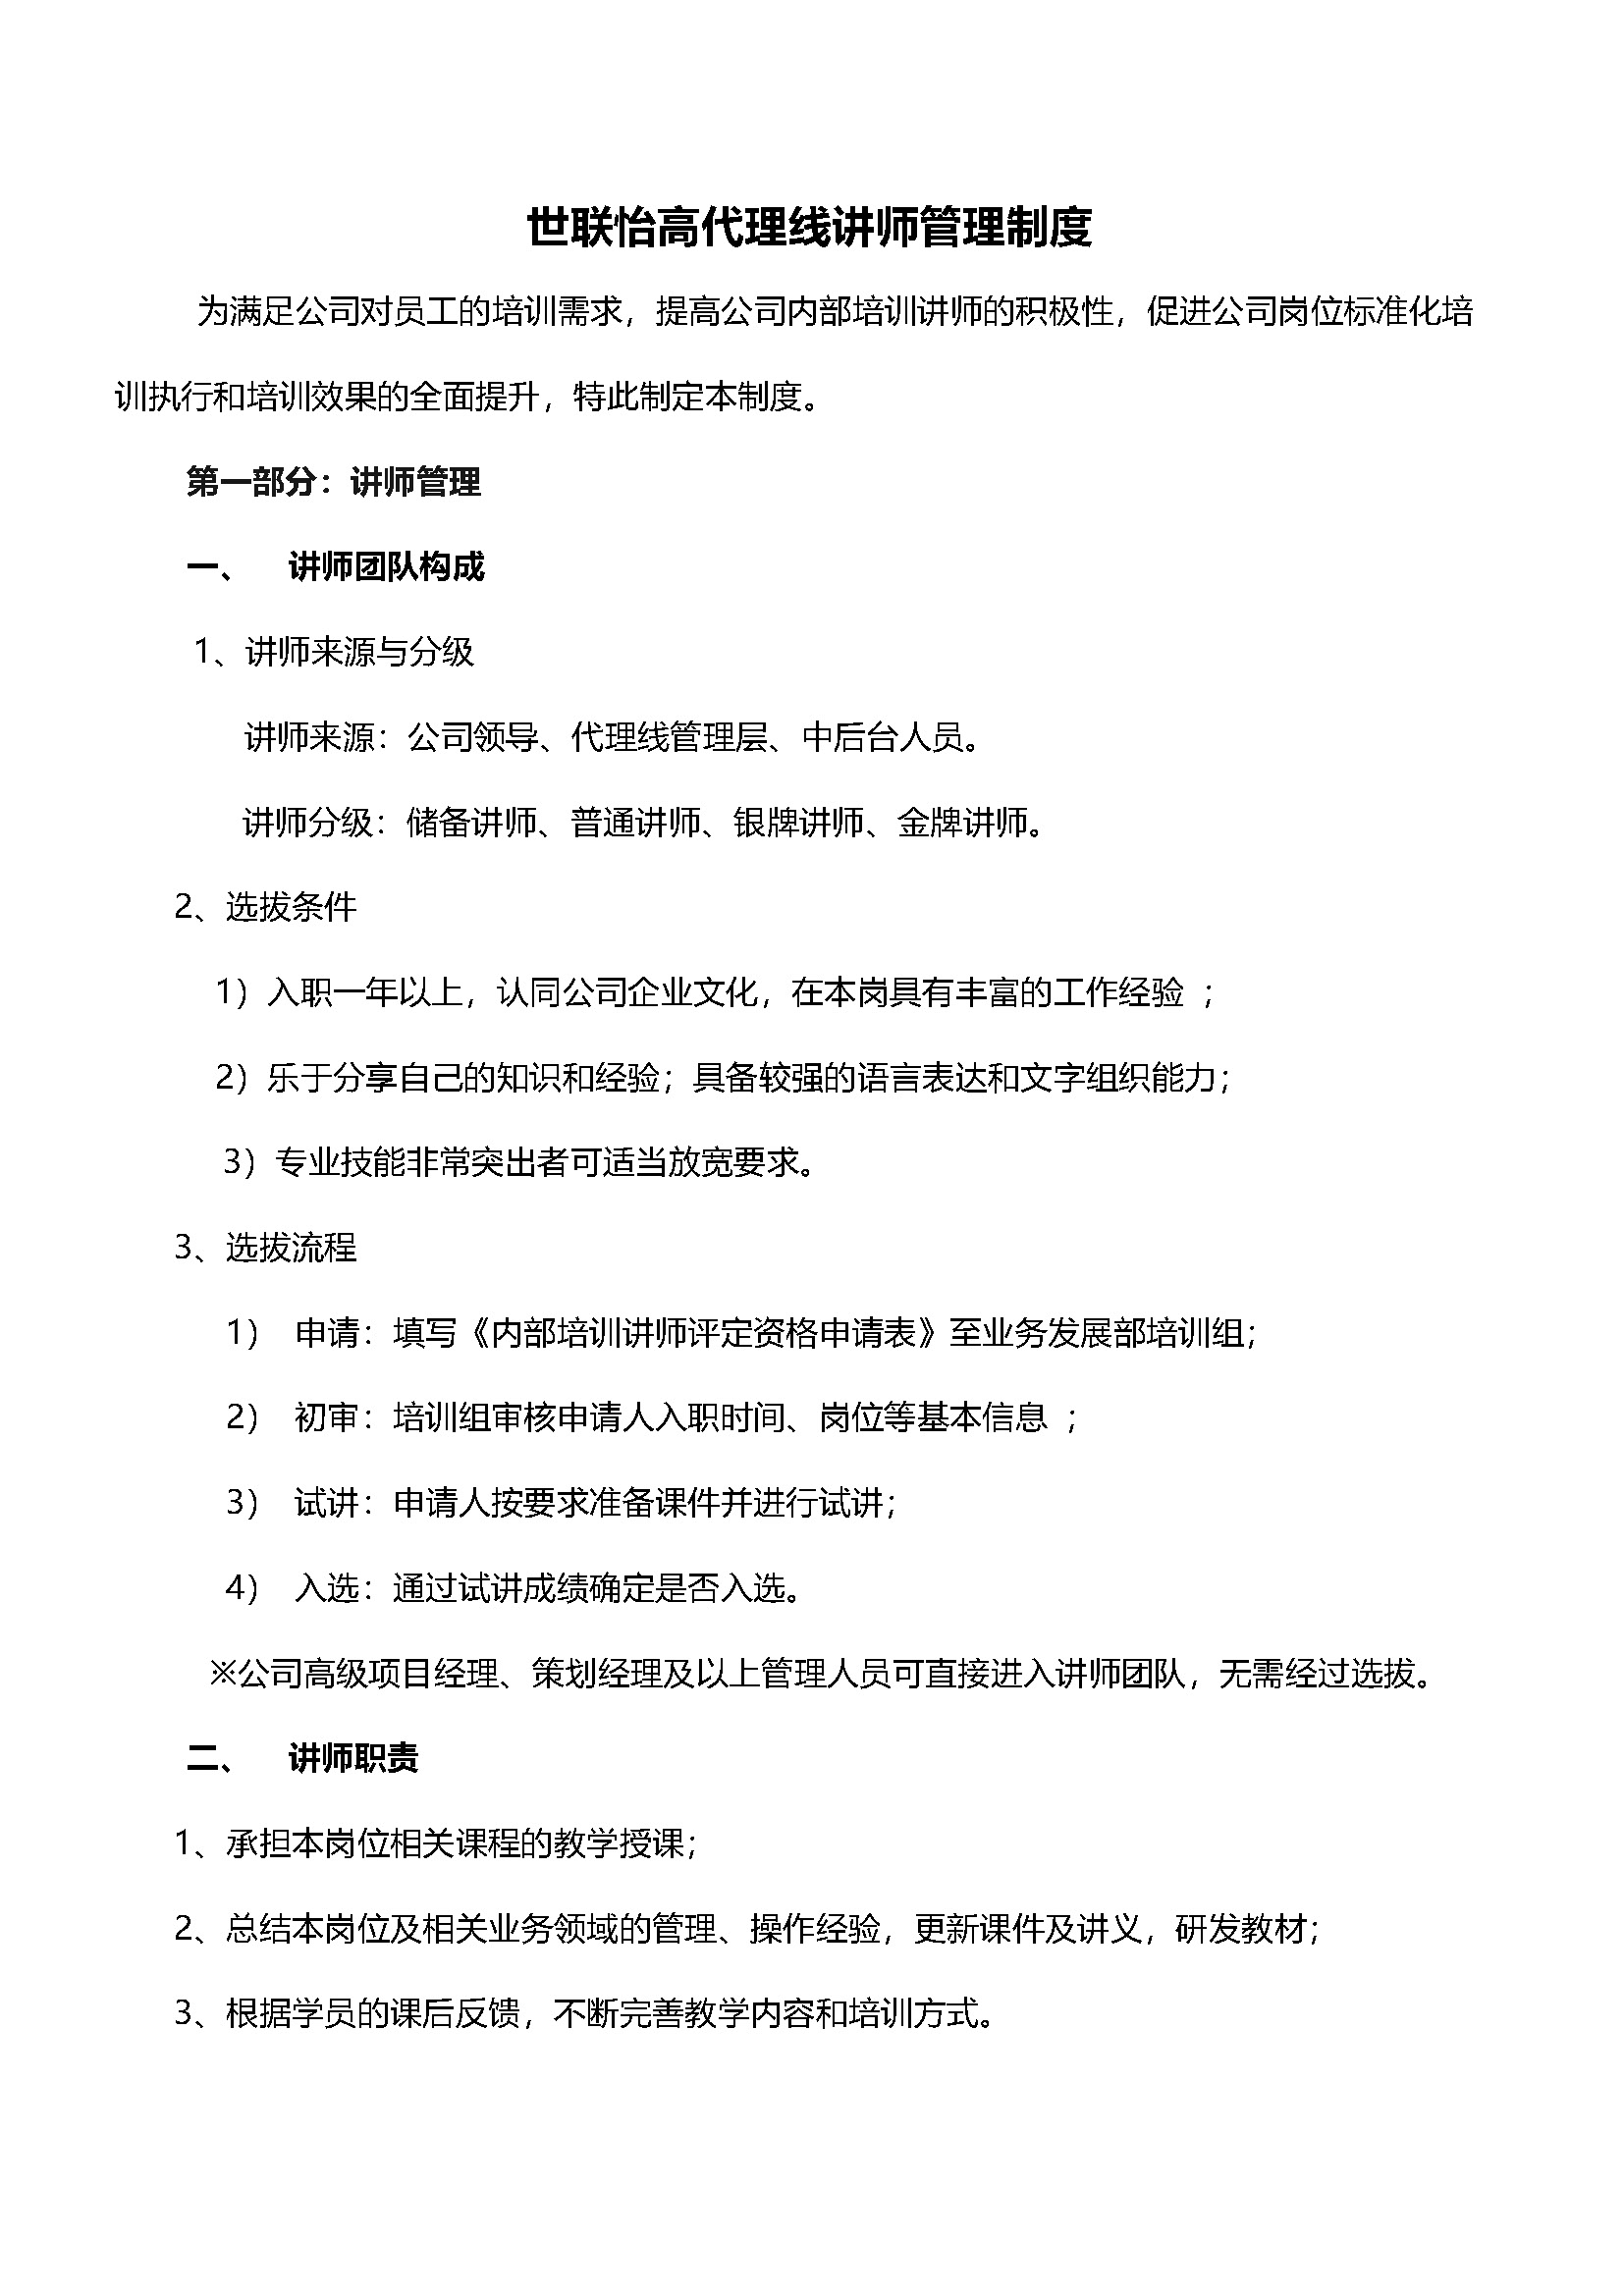 世联怡高代理线讲师管理制度
为满足公司对员工的培训需求，提高公司内部培训讲师的积极性，促进公司岗位标准化培
训执行和培训效果的全面提升，特此制定本制度。
第一部分：讲师管理
一、 讲师团队构成
1、讲师来源与分级
讲师来源：公司领导、代理线管理层、中后台人员。
讲师分级：储备讲师、普通讲师、银牌讲师、金牌讲师。
2、选拔条件
1）入职一年以上，认同公司企业文化，在本岗具有丰富的工作经验 ；
2）乐于分享自己的知识和经验；具备较强的语言表达和文字组织能力；
3）专业技能非常突出者可适当放宽要求。
3、选拔流程
1） 申请：填写《内部培训讲师评定资格申请表》至业务发展部培训组；
2） 初审：培训组审核申请人入职时间、岗位等基本信息 ；
3） 试讲：申请人按要求准备课件并进行试讲；
4） 入选：通过试讲成绩确定是否入选。
※公司高级项目经理、策划经理及以上管理人员可直接进入讲师团队，无需经过选拔。
二、 讲师职责
1、承担本岗位相关课程的教学授课；
2、总结本岗位及相关业务领域的管理、操作经验，更新课件及讲义，研发教材；
3、根据学员的课后反馈，不断完善教学内容和培训方式。